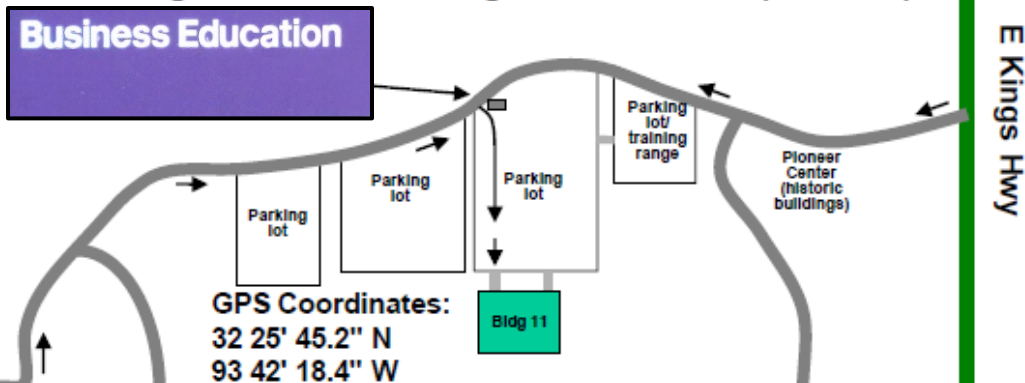 Business Education
E Kings Hwy
Parking
lot/
training
range
Pioneer
Center
(historic
buildings)
Parking
lot
Parking
lot
Parking
lot
GPS Coordinates:
32 25' 45.2" N
93 42' 18.4" W
Bldg 11